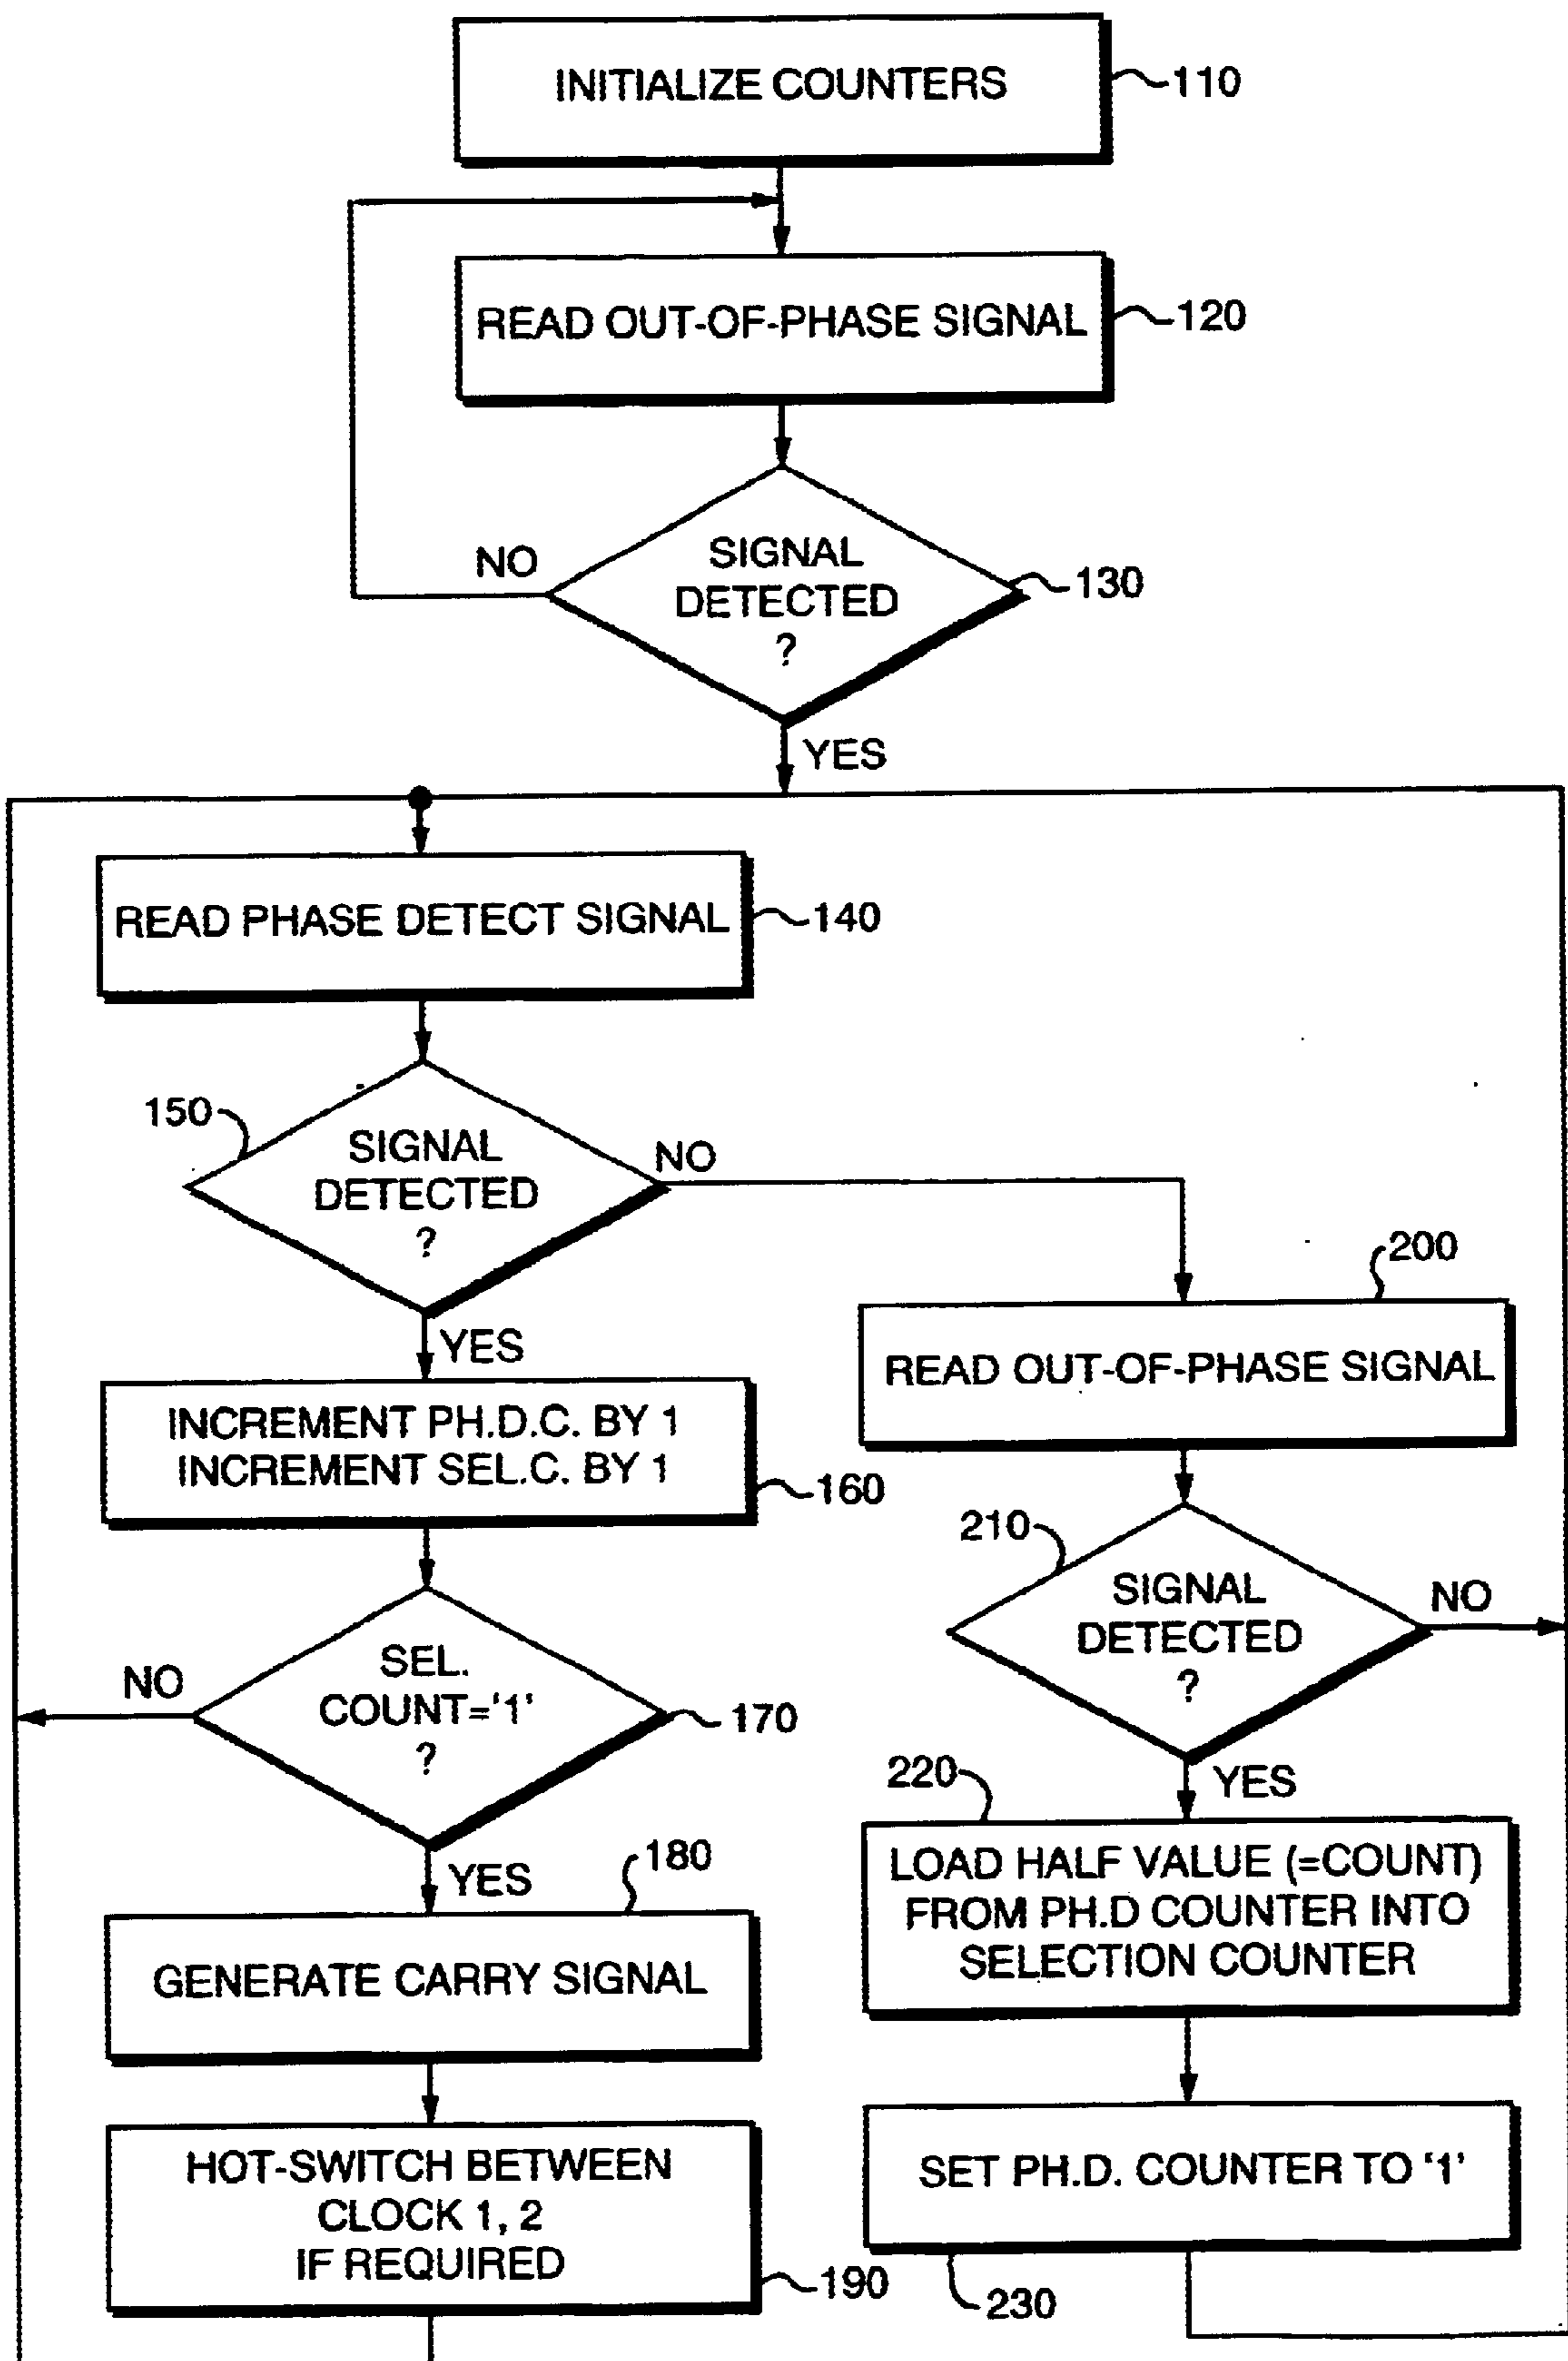 INITIALIZE COUNTERS
110
READ OUT-OF-PHASE SIGNAL
120
SIGNAL
DETECTED
?
130
NO
YES
READ PHASE DETECT SIGNAL
140
150
SIGNAL
DETECTED
?
NO
YES
200
READ OUT-OF-PHASE SIGNAL
INCREMENT PH.D.C. BY 1
INCREMENT SEL.C. BY 1
160
210
SIGNAL
DETECTED
?
NO
YES
SEL.
COUNT='1'
?
170
NO
YES
180
GENERATE CARRY SIGNAL
220
LOAD HALF VALUE (=COUNT)
FROM PH.D COUNTER INTO
SELECTION COUNTER
HOT-SWITCH BETWEEN
CLOCK 1, 2
IF REQUIRED
190
SET PH.D. COUNTER TO '1'
230